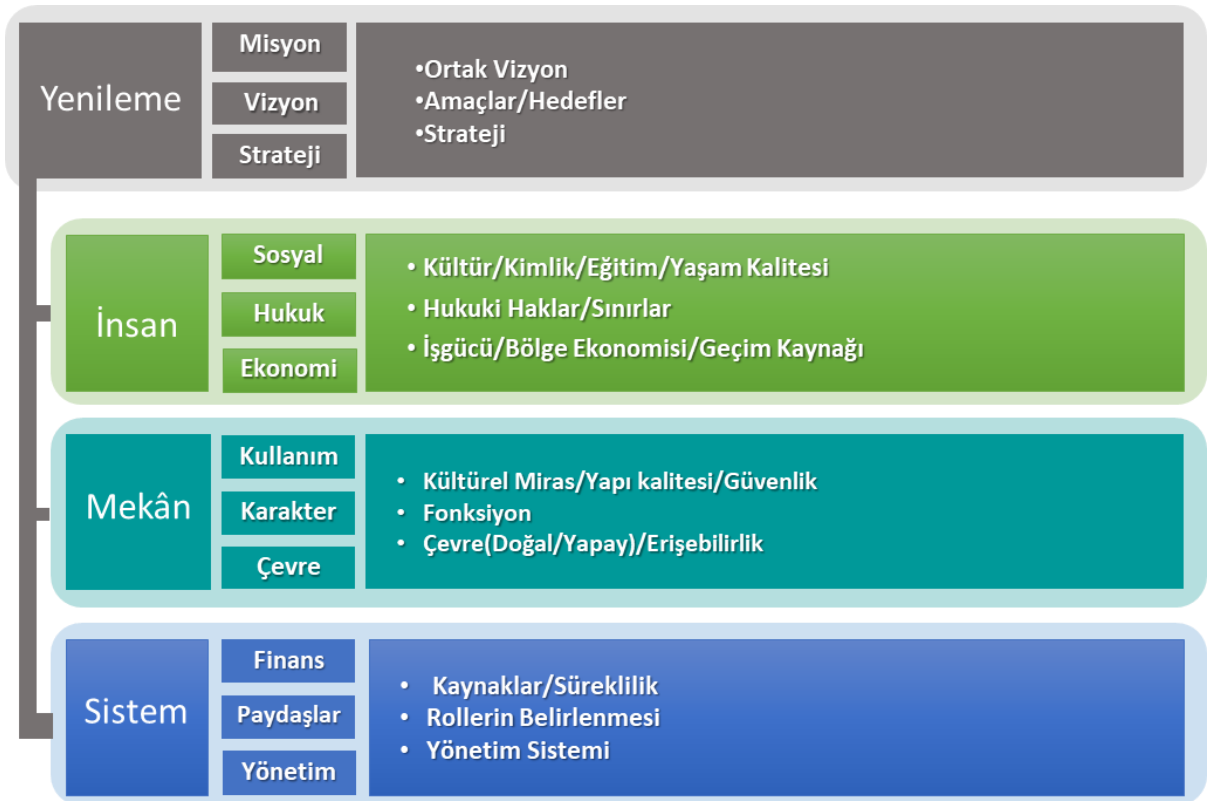 Yenileme
Misyon
Vizyon
Strateji
•Ortak Vizyon
•Amaçlar/Hedefler
•Strateji
İnsan
Sosyal
Hukuk
Ekonomi
• Kültür/Kimlik/Eğitim/Yaşam Kalitesi
• Hukuki Haklar/Sınırlar
• İşgücü/Bölge Ekonomisi/Geçim Kaynağı
Mekân
Kullanım
Karakter
Çevre
• Kültürel Miras/Yapı kalitesi/Güvenlik
• Fonksiyon
• Çevre(Doğal/Yapay)/Erişebilirlik
Sistem
Finans
Paydaşlar
Yönetim
• Kaynaklar/Süreklilik
• Rollerin Belirlenmesi
• Yönetim Sistemi